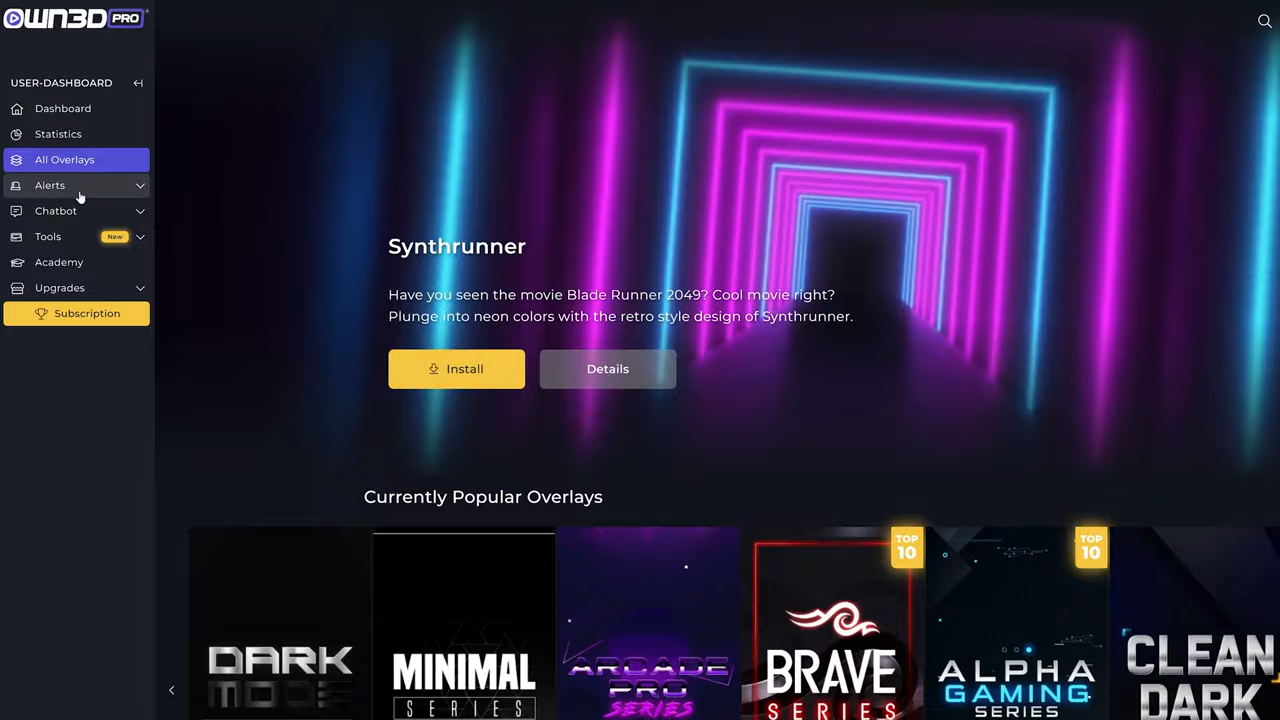 OWN3D PRO
USER-DASHBOARD
Dashboard
Statistics
All Overlays
Alerts
Chatbot
Tools New
Academy
Upgrades
Subscription
Synthrunner
Have you seen the movie Blade Runner 2049? Cool movie right?
Plunge into neon colors with the retro style design of Synthrunner.
Install Details
Currently Popular Overlays
DARK
MODE
MINIMAL
SERIES
ARCADE
PRO
SERIES
TOP
10
BRAVE
SERIES
TOP
10
ALPHA
GAMING
SERIES
CLEAN
DARK